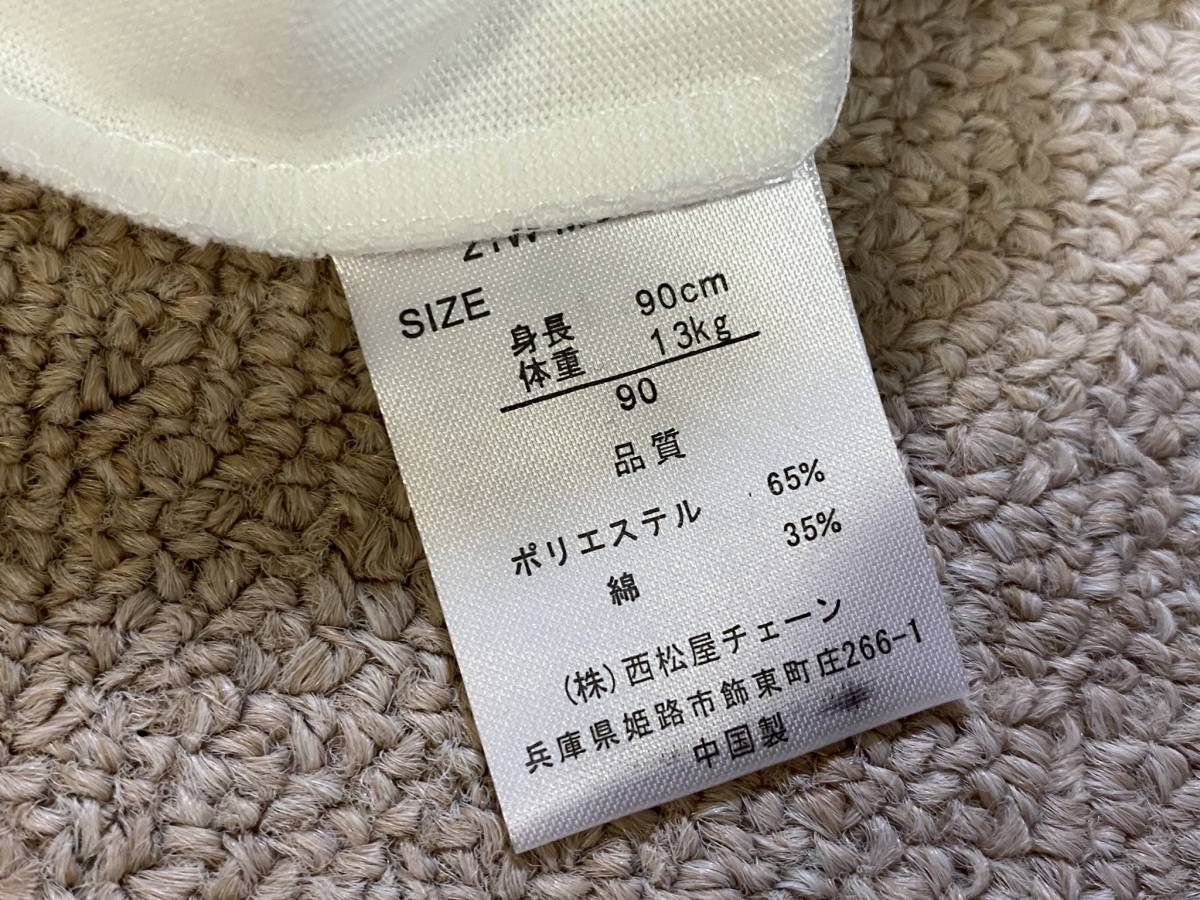 SIZE
身長 90cm
体重 13kg
90
品質
ポリエステル 65%
綿 35%
(株)西松屋チェーン
兵庫県姫路市飾東町庄266-1
中国製